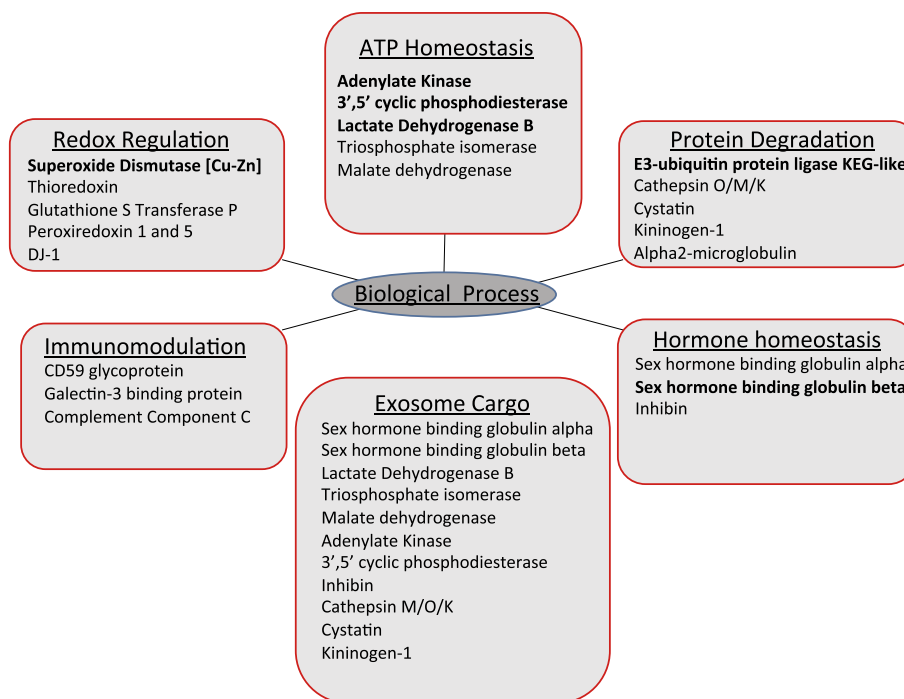 ATP Homeostasis
Adenylate Kinase
3’,5’ cyclic phosphodiesterase
Lactate Dehydrogenase B
Triosphosphate isomerase
Malate dehydrogenase
Redox Regulation
Superoxide Dismutase [Cu-Zn]
Thioredoxin
Glutathione S Transferase P
Peroxiredoxin 1 and 5
DJ-1
Protein Degradation
E3-ubiquitin protein ligase KEG-like
Cathepsin O/M/K
Cystatin
Kininogen-1
Alpha2-microglobulin
Biological Process
Immunomodulation
CD59 glycoprotein
Galectin-3 binding protein
Complement Component C
Hormone homeostasis
Sex hormone binding globulin alpha
Sex hormone binding globulin beta
Inhibin
Exosome Cargo
Sex hormone binding globulin alpha
Sex hormone binding globulin beta
Lactate Dehydrogenase B
Triosphosphate isomerase
Malate dehydrogenase
Adenylate Kinase
3’,5’ cyclic phosphodiesterase
Inhibin
Cathepsin M/O/K
Cystatin
Kininogen-1